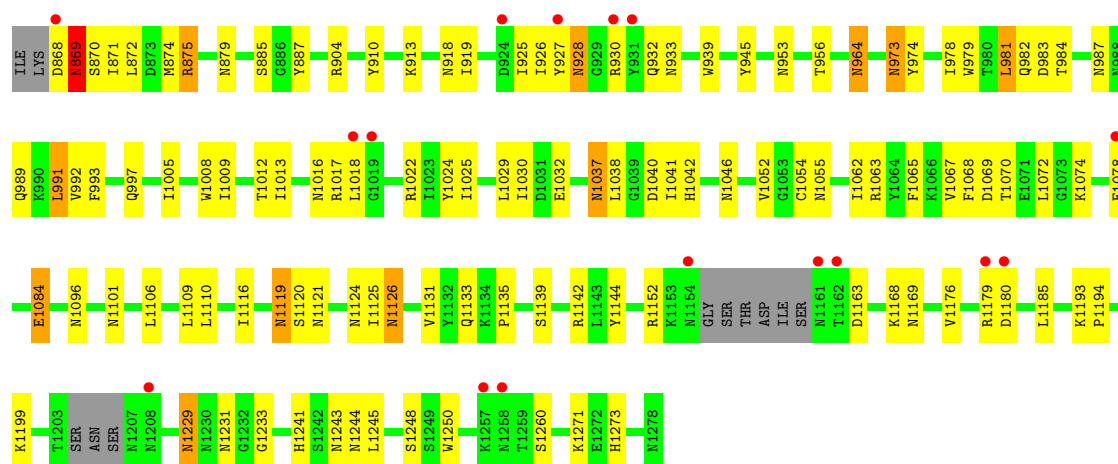 ILE LYS D868 N869 S870 I871 L872 D873 M874 R875 N879 S885 G886 Y887 R904 Y910 K913 N918 I919 D924 I925 I926 Y927 N928 G929 R930 Y931 Q932 N933 W939 Y945 N953 T956 N964 N973 Y974 I978 W979 T980 L981 Q982 D983 T984 N987 N988
Q989 K990 L991 V992 F993 Q997 I1005 W1008 I1009 T1012 I1013 N1016 R1017 L1018 G1019 R1022 I1023 Y1024 I1025 L1029 I1030 D1031 E1032 N1037 L1038 G1039 D1040 I1041 H1042 N1046 V1052 G1053 C1054 N1055 I1062 R1063 Y1064 F1065 K1066 V1067 F1068 D1069 T1070 E1071 L1072 G1073 K1074
E1084 N1096 N1101 L1106 L1109 L1110 I1116 N1119 S1120 N1121 N1124 I1125 N1126 V1131 Y1132 Q1133 K1134 P1135 S1139 R1142 L1143 Y1144 R1152 K1153 N1154 GLY SER THR ASP ILE SER N1161 T1162 D1163 K1168 N1169 V1176 R1179 D1180 L1185 K1193 P1194
K1199 T1203 SER ASN SER N1207 N1208 N1229 N1230 N1231 G1232 G1233 H1241 S1242 N1243 N1244 L1245 S1248 S1249 W1250 K1257 N1258 T1259 S1260 K1271 E1272 H1273 N1278